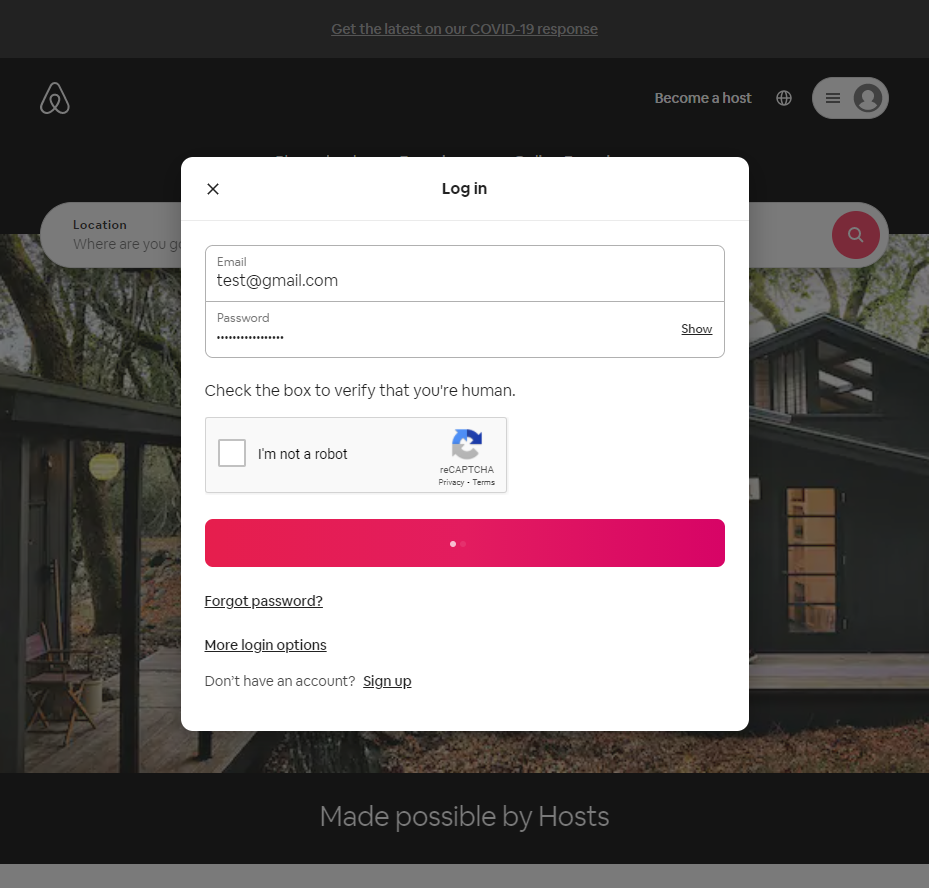 Get the latest on our COVID-19 response
Become a host
Log in
Location
Where are you
Email
test@gmail.com
Password
•••••••••••••••••
Show
Check the box to verify that you're human.
I'm not a robot
reCAPTCHA
Privacy - Terms
Forgot password?
More login options
Don’t have an account? Sign up
Made possible by Hosts